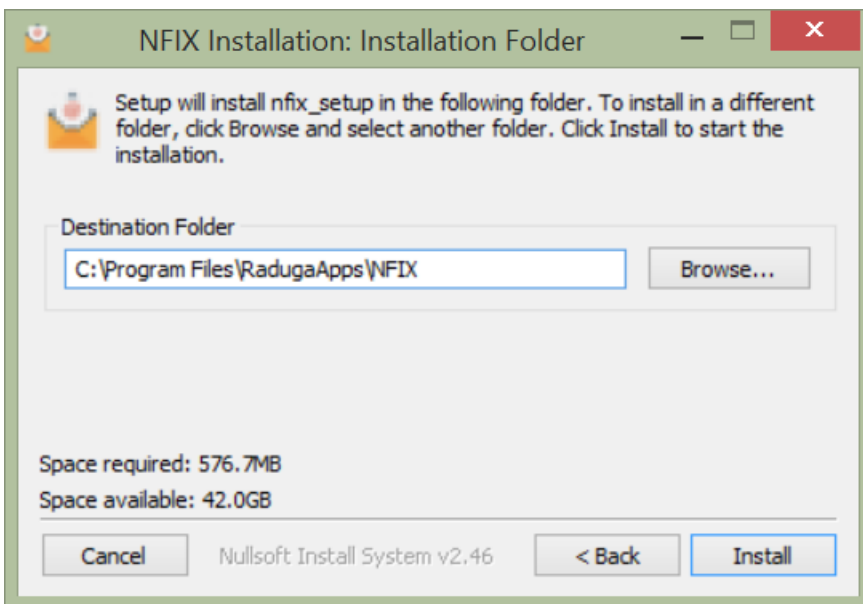 NFIX Installation: Installation Folder
Setup will install nfix_setup in the following folder. To install in a different
folder, click Browse and select another folder. Click Install to start the
installation.
Destination Folder
C:\Program Files\RadugaApps\NFIX
Browse...
Space required: 576.7MB
Space available: 42.0GB
Cancel
Nullsoft Install System v2.46
< Back
Install